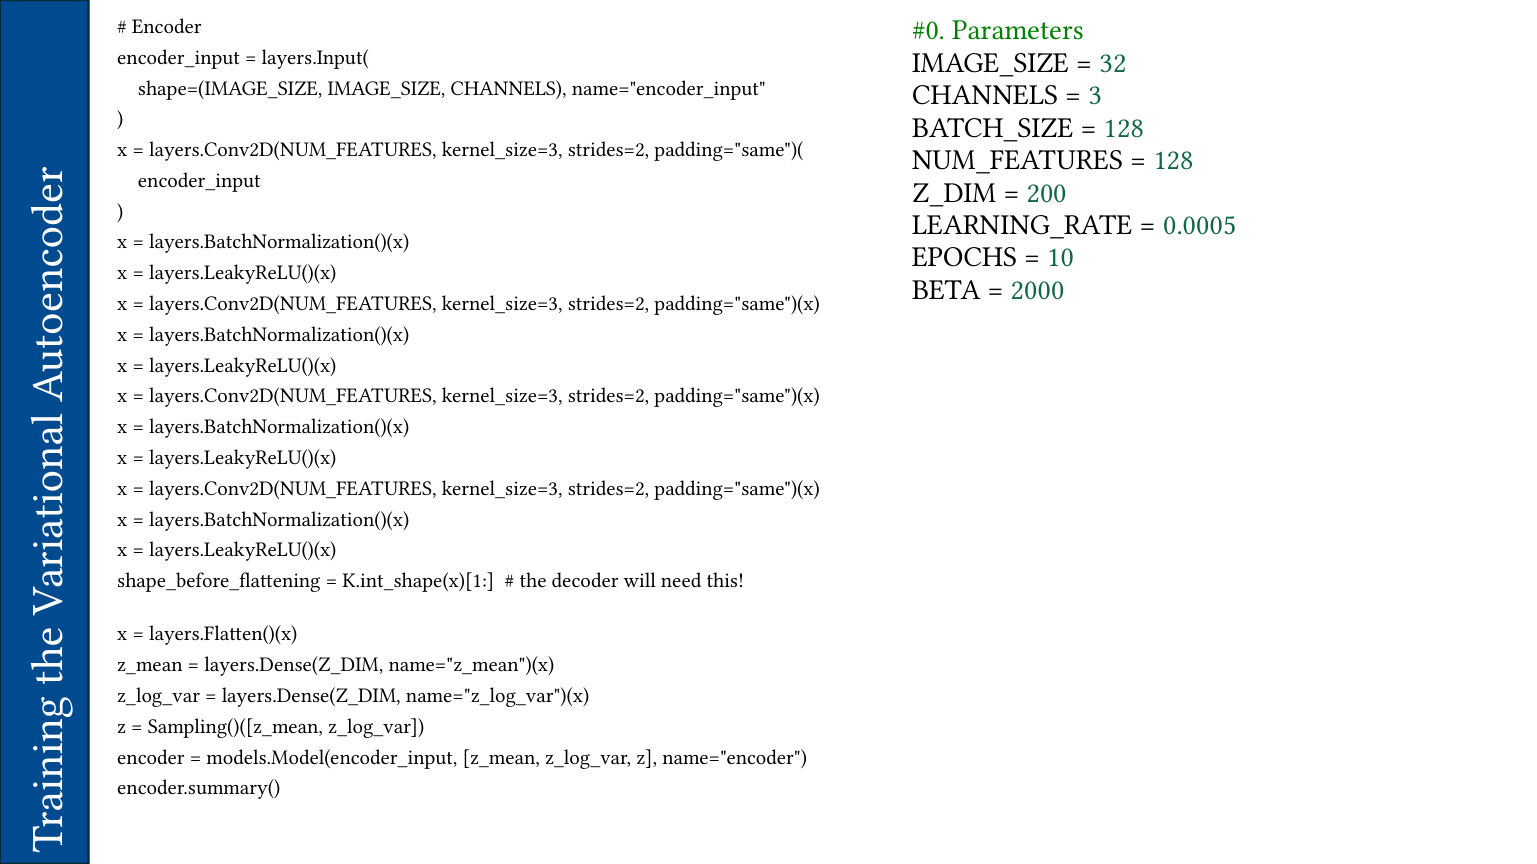 Training the Variational Autoencoder
# Encoder
encoder_input = layers.Input(
    shape=(IMAGE_SIZE, IMAGE_SIZE, CHANNELS), name="encoder_input"
)
x = layers.Conv2D(NUM_FEATURES, kernel_size=3, strides=2, padding="same")(
    encoder_input
)
x = layers.BatchNormalization()(x)
x = layers.LeakyReLU()(x)
x = layers.Conv2D(NUM_FEATURES, kernel_size=3, strides=2, padding="same")(x)
x = layers.BatchNormalization()(x)
x = layers.LeakyReLU()(x)
x = layers.Conv2D(NUM_FEATURES, kernel_size=3, strides=2, padding="same")(x)
x = layers.BatchNormalization()(x)
x = layers.LeakyReLU()(x)
x = layers.Conv2D(NUM_FEATURES, kernel_size=3, strides=2, padding="same")(x)
x = layers.BatchNormalization()(x)
x = layers.LeakyReLU()(x)
shape_before_flattening = K.int_shape(x)[1:]  # the decoder will need this!
x = layers.Flatten()(x)
z_mean = layers.Dense(Z_DIM, name="z_mean")(x)
z_log_var = layers.Dense(Z_DIM, name="z_log_var")(x)
z = Sampling()([z_mean, z_log_var])
encoder = models.Model(encoder_input, [z_mean, z_log_var, z], name="encoder")
encoder.summary()
#0. Parameters
IMAGE_SIZE = 32
CHANNELS = 3
BATCH_SIZE = 128
NUM_FEATURES = 128
Z_DIM = 200
LEARNING_RATE = 0.0005
EPOCHS = 10
BETA = 2000